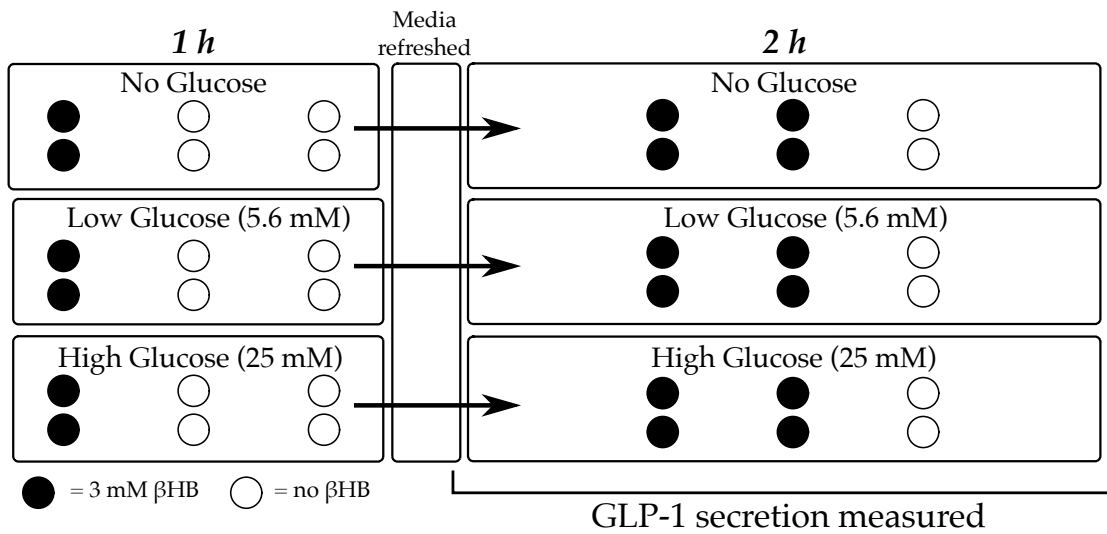 1 h
Media
refreshed
2 h
No Glucose
No Glucose
Low Glucose (5.6 mM)
Low Glucose (5.6 mM)
High Glucose (25 mM)
High Glucose (25 mM)
= 3 mM βHB
= no βHB
GLP-1 secretion measured